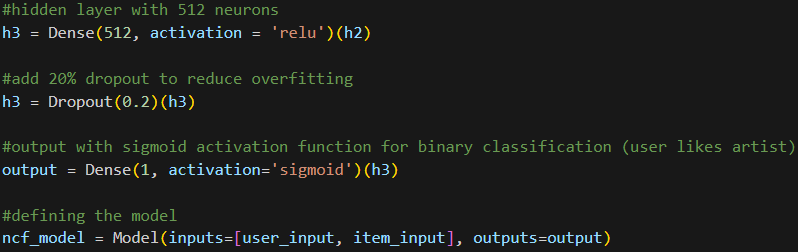 #hidden layer with 512 neurons
h3 = Dense(512, activation = 'relu')(h2)
#add 20% dropout to reduce overfitting
h3 = Dropout(0.2)(h3)
#output with sigmoid activation function for binary classification (user likes artist)
output = Dense(1, activation='sigmoid')(h3)
#defining the model
ncf_model = Model(inputs=[user_input, item_input], outputs=output)